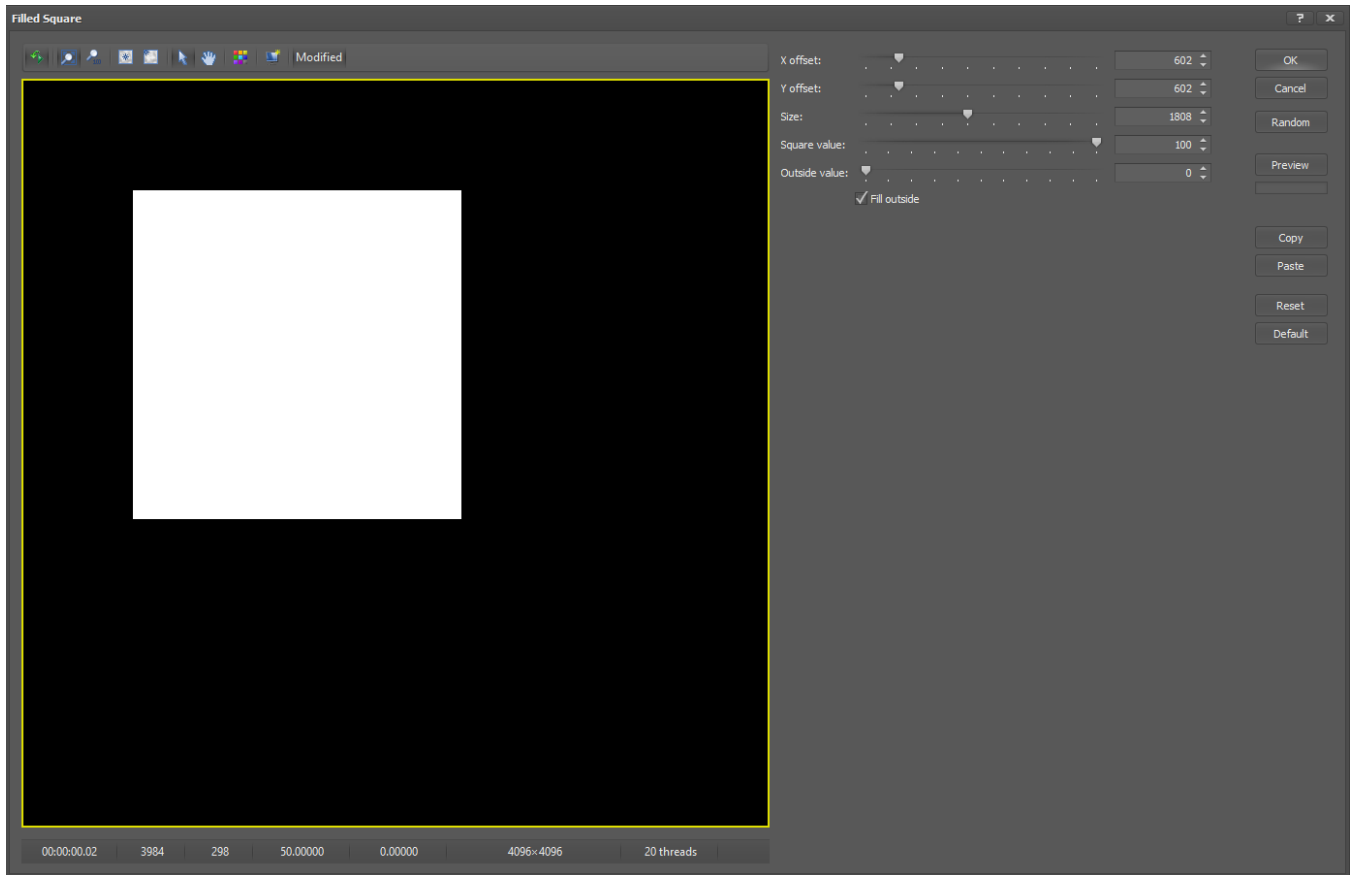 Filled Square
? x
Modified
X offset: 602
Y offset: 602
Size: 1808
Square value: 100
Outside value: 0
Fill outside
OK
Cancel
Random
Preview
Copy
Paste
Reset
Default
00:00:00.02 3984 298 50.00000 0.00000 4096×4096 20 threads